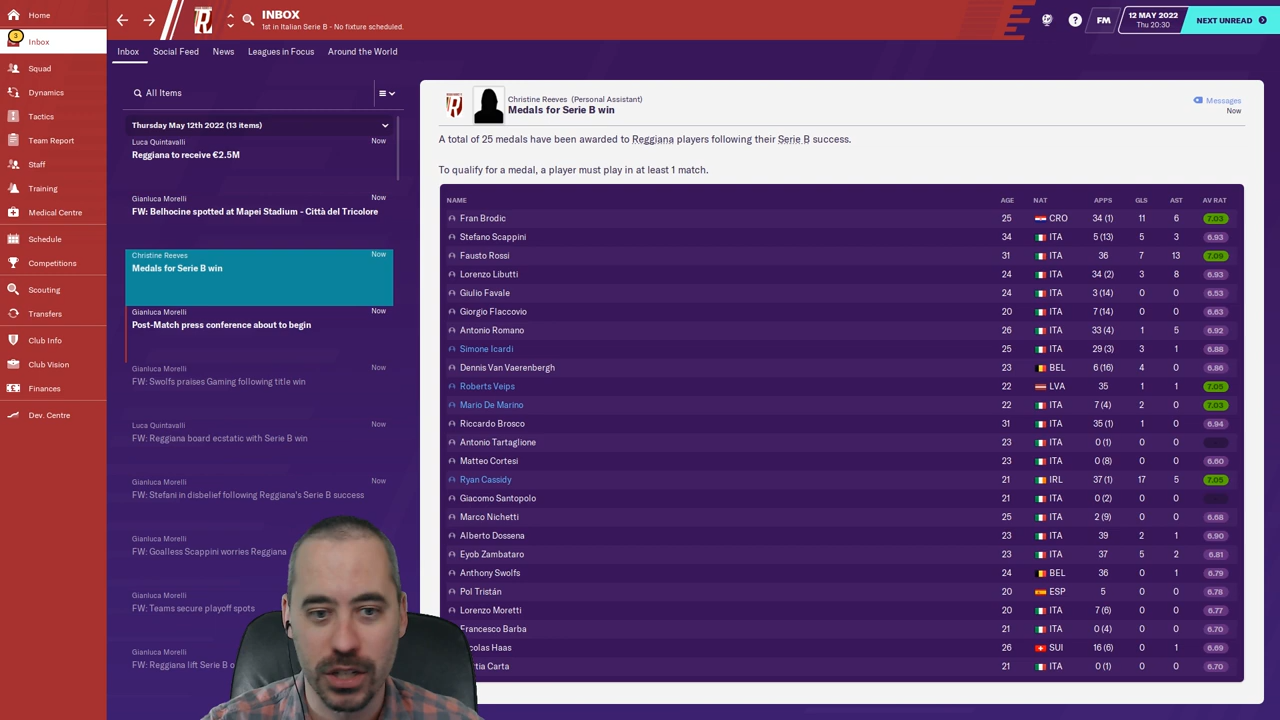 Home
3
Inbox
Squad
Dynamics
Tactics
Team Report
Staff
Training
Medical Centre
Schedule
Competitions
Scouting
Transfers
Club Info
Club Vision
Finances
Dev. Centre
INBOX
1st in Italian Serie B - No fixture scheduled.
? FM
12 MAY 2022
Thu 20:30
NEXT UNREAD
Inbox Social Feed News Leagues in Focus Around the World
All Items
Thursday May 12th 2022 (13 items)
Luca Quintavalli Now
Reggiana to receive €2.5M
Gianluca Morelli Now
FW: Belhocine spotted at Mapei Stadium - Città del Tricolore
Christine Reeves Now
Medals for Serie B win
Gianluca Morelli Now
Post-Match press conference about to begin
Gianluca Morelli Now
FW: Swolfs praises Gaming following title win
Luca Quintavalli Now
FW: Reggiana board ecstatic with Serie B win
Gianluca Morelli Now
FW: Stefani in disbelief following Reggiana's Serie B success
Gianluca Morelli
FW: Goalless Scappini worries Reggiana
Gianluca Morelli
FW: Teams secure playoff spots
Gianluca Morelli
FW: Reggiana lift Serie B
Christine Reeves (Personal Assistant)
Medals for Serie B win
Messages
Now
A total of 25 medals have been awarded to Reggiana players following their Serie B success.
To qualify for a medal, a player must play in at least 1 match.
NAME AGE NAT APPS GLS AST AV RAT
Fran Brodic 25 CRO 34 (1) 11 6 7.03
Stefano Scappini 34 ITA 5 (13) 5 3 6.93
Fausto Rossi 31 ITA 36 7 13 7.09
Lorenzo Libutti 24 ITA 34 (2) 3 8 6.93
Giulio Favale 24 ITA 3 (14) 0 0 6.53
Giorgio Flaccovio 20 ITA 7 (14) 0 0 6.63
Antonio Romano 26 ITA 33 (4) 1 5 6.92
Simone Icardi 25 ITA 29 (3) 3 1 6.88
Dennis Van Vaerenbergh 23 BEL 6 (16) 4 0 6.86
Roberts Veips 22 LVA 35 1 1 7.05
Mario De Marino 22 ITA 7 (4) 2 0 7.03
Riccardo Brosco 31 ITA 35 (1) 1 0 6.94
Antonio Tartaglione 23 ITA 0 (1) 0 0
Matteo Cortesi 23 ITA 0 (8) 0 0 6.60
Ryan Cassidy 21 IRL 37 (1) 17 5 7.05
Giacomo Santopolo 21 ITA 0 (2) 0 0
Marco Nichetti 25 ITA 2 (9) 0 0 6.68
Alberto Dossena 23 ITA 39 2 1 6.90
Eyob Zambataro 23 ITA 37 5 2 6.81
Anthony Swolfs 24 BEL 36 0 1 6.79
Pol Tristán 20 ESP 5 0 0 6.78
Lorenzo Moretti 20 ITA 7 (6) 0 0 6.77
Francesco Barba 21 ITA 0 (4) 0 0 6.70
colas Haas 26 SUI 16 (6) 0 1 6.69
Carta 21 ITA 0 (1) 0 0 6.70